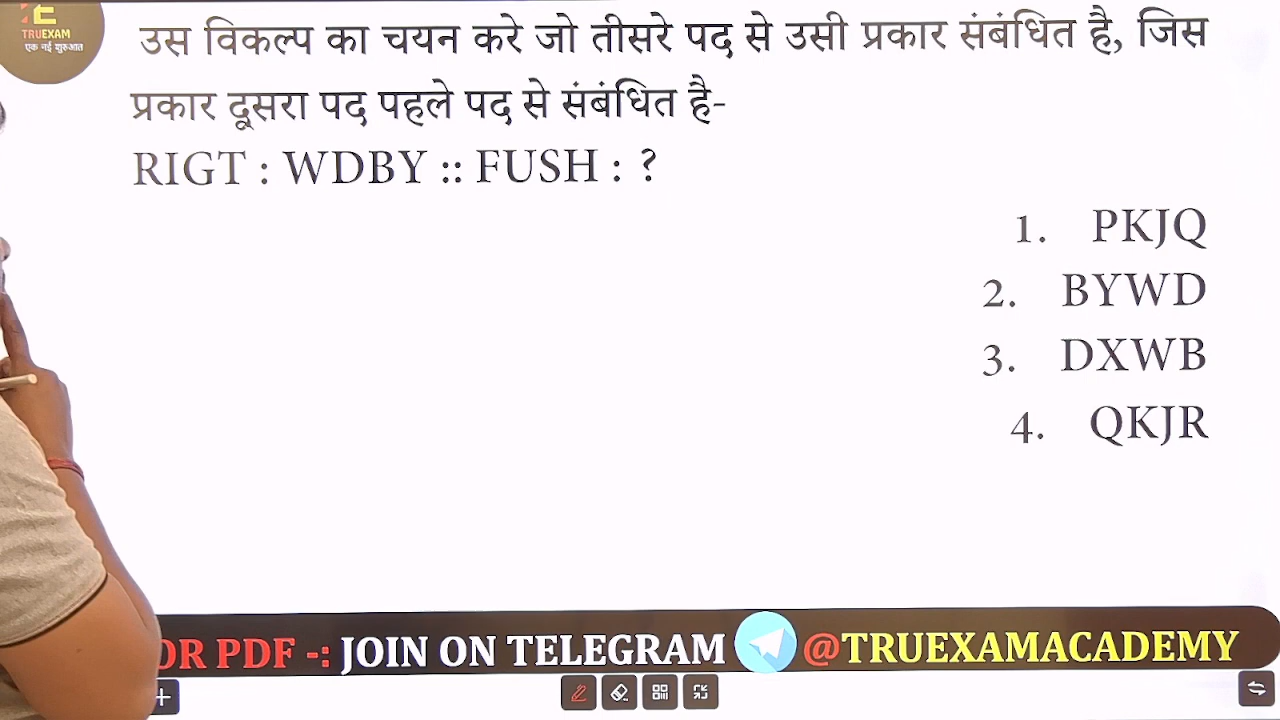 TRUEXAM
एक नई शुरुआत
उस विकल्प का चयन करे जो तीसरे पद से उसी प्रकार संबंधित है, जिस
प्रकार दूसरा पद पहले पद से संबंधित है-
RIGT : WDBY :: FUSH : ?
1. PKJQ
2. BYWD
3. DXWB
4. QKJR
OR PDF -: JOIN ON TELEGRAM @TRUEXAMACADEMY